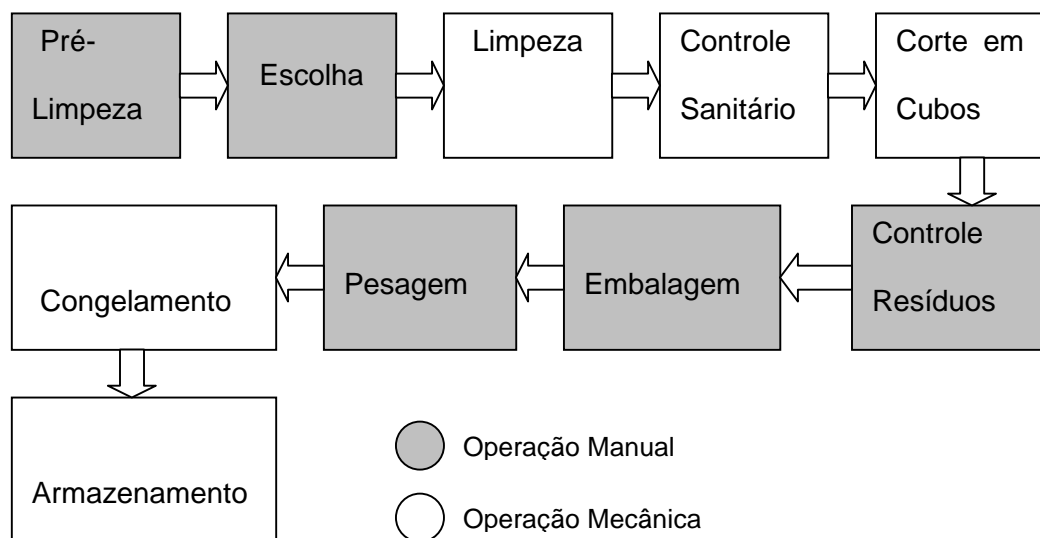 Pré-
Limpeza
Escolha
Limpeza
Controle
Sanitário
Corte em
Cubos
Controle
Resíduos
Embalagem
Pesagem
Congelamento
Armazenamento
Operação Manual
Operação Mecânica